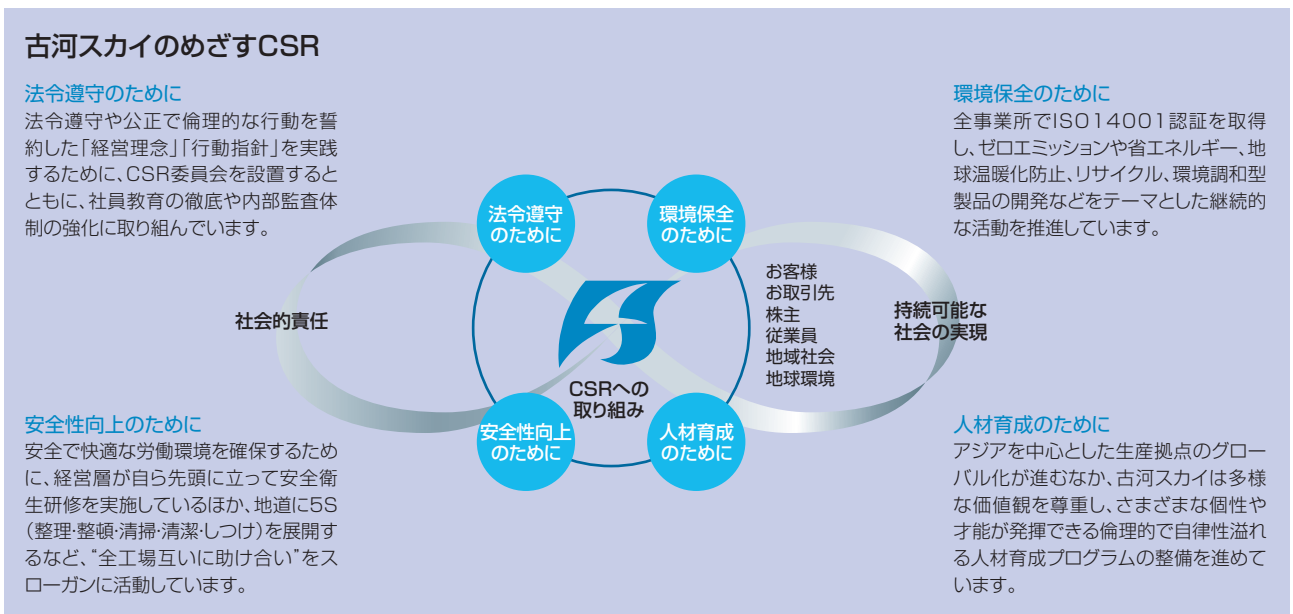 古河スカイのめざすCSR
法令遵守のために
法令遵守や公正で倫理的な行動を誓
約した「経営理念」「行動指針」を実践
するために、CSR委員会を設置すると
ともに、社員教育の徹底や内部監査体
制の強化に取り組んでいます。
環境保全のために
全事業所でISO14001認証を取得
し、ゼロエミッションや省エネルギー、地
球温暖化防止、リサイクル、環境調和型
製品の開発などをテーマとした継続的
な活動を推進しています。
法令遵守
のために
環境保全
のために
社会的責任
お客様
お取引先
株主
従業員
地域社会
地球環境
持続可能な
社会の実現
CSRへの
取り組み
安全性向上
のために
人材育成
のために
安全性向上のために
安全で快適な労働環境を確保するため
に、経営層が自ら先頭に立って安全衛
生研修を実施しているほか、地道に5S
（整理・整頓・清掃・清潔・しつけ）を展開す
るなど、“全工場互いに助け合い”をス
ローガンに活動しています。
人材育成のために
アジアを中心とした生産拠点のグロー
バル化が進むなか、古河スカイは多様
な価値観を尊重し、さまざまな個性や
才能が発揮できる倫理的で自律性溢れ
る人材育成プログラムの整備を進めて
います。